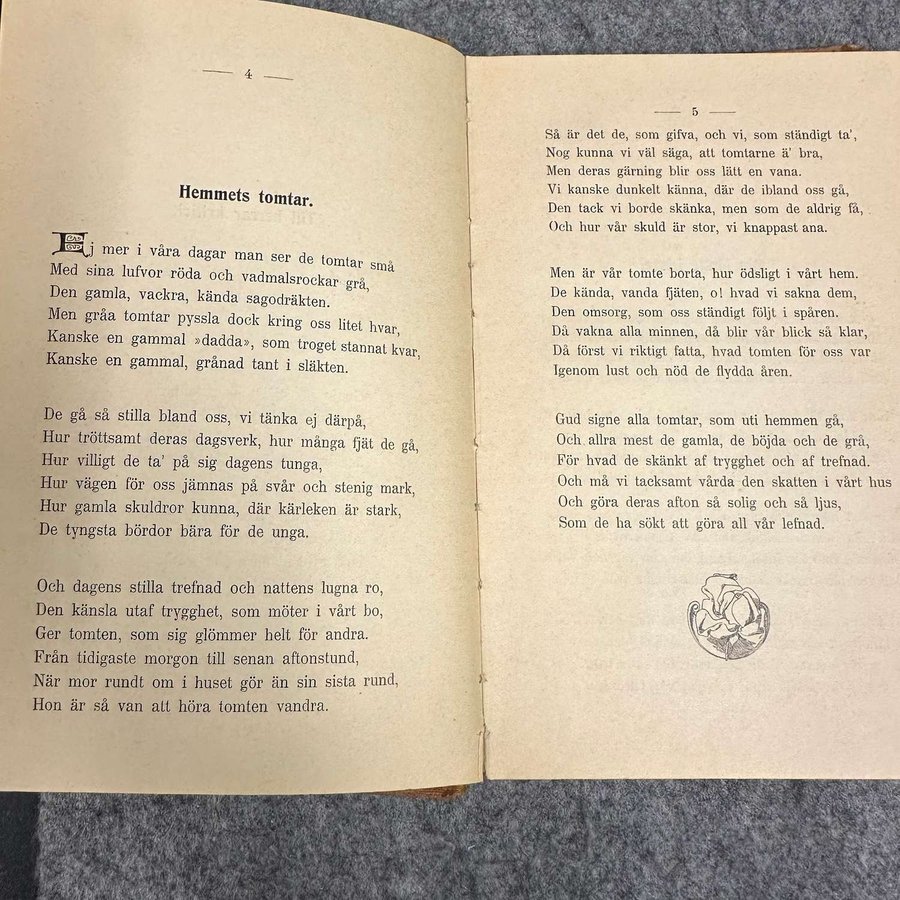 — 4 —
Hemmets tomtar.
Ej mer i våra dagar man ser de tomtar små
Med sina lufvor röda och vadmalsrockar grå,
Den gamla, vackra, kända sagodräkten.
Men gråa tomtar pyssla dock kring oss litet hvar,
Kanske en gammal »dadda», som troget stannat kvar,
Kanske en gammal, grånad tant i släkten.
De gå så stilla bland oss, vi tänka ej därpå,
Hur tröttsamt deras dagsverk, hur många fjät de gå,
Hur villigt de ta' på sig dagens tunga,
Hur vägen för oss jämnas på svår och stenig mark,
Hur gamla skuldror kunna, där kärleken är stark,
De tyngsta bördor bära för de unga.
Och dagens stilla trefnad och nattens lugna ro,
Den känsla utaf trygghet, som möter i vårt bo,
Ger tomten, som sig glömmer helt för andra.
Från tidigaste morgon till senan aftonstund,
När mor rundt om i huset gör än sin sista rund,
Hon är så van att höra tomten vandra.
— 5 —
Så är det de, som gifva, och vi, som ständigt ta',
Nog kunna vi väl säga, att tomtarne ä' bra,
Men deras gärning blir oss lätt en vana.
Vi kanske dunkelt känna, där de ibland oss gå,
Den tack vi borde skänka, men som de aldrig få,
Och hur vår skuld är stor, vi knappast ana.
Men är vår tomte borta, hur ödsligt i vårt hem.
De kända, vanda fjäten, o! hvad vi sakna dem,
Den omsorg, som oss ständigt följt i spåren.
Då vakna alla minnen, då blir vår blick så klar,
Då först vi riktigt fatta, hvad tomten för oss var
Igenom lust och nöd de flydda åren.
Gud signe alla tomtar, som uti hemmen gå,
Och allra mest de gamla, de böjda och de grå,
För hvad de skänkt af trygghet och af trefnad.
Och må vi tacksamt vårda den skatten i vårt hus
Och göra deras afton så solig och så ljus,
Som de ha sökt att göra all vår lefnad.